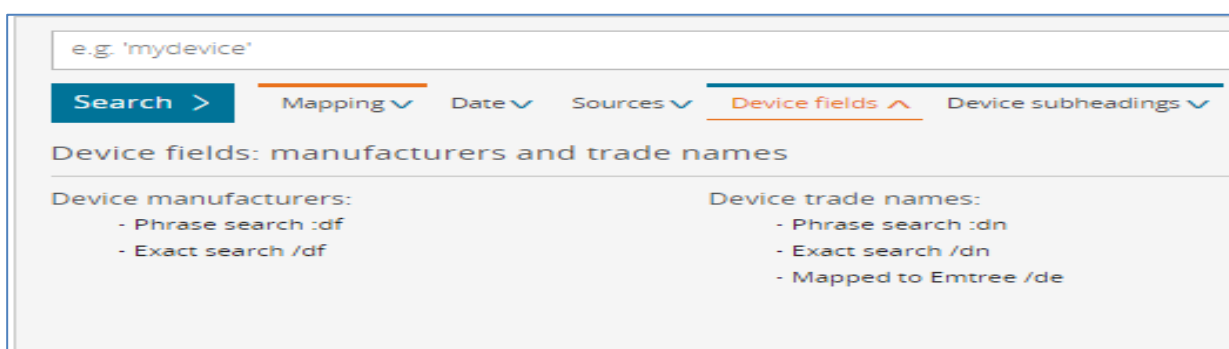 e.g. 'mydevice'
Search > Mapping Date Sources Device fields Device subheadings
Device fields: manufacturers and trade names
Device manufacturers: Device trade names:
- Phrase search :df - Phrase search :dn
- Exact search /df - Exact search /dn
- Mapped to Emtree /de